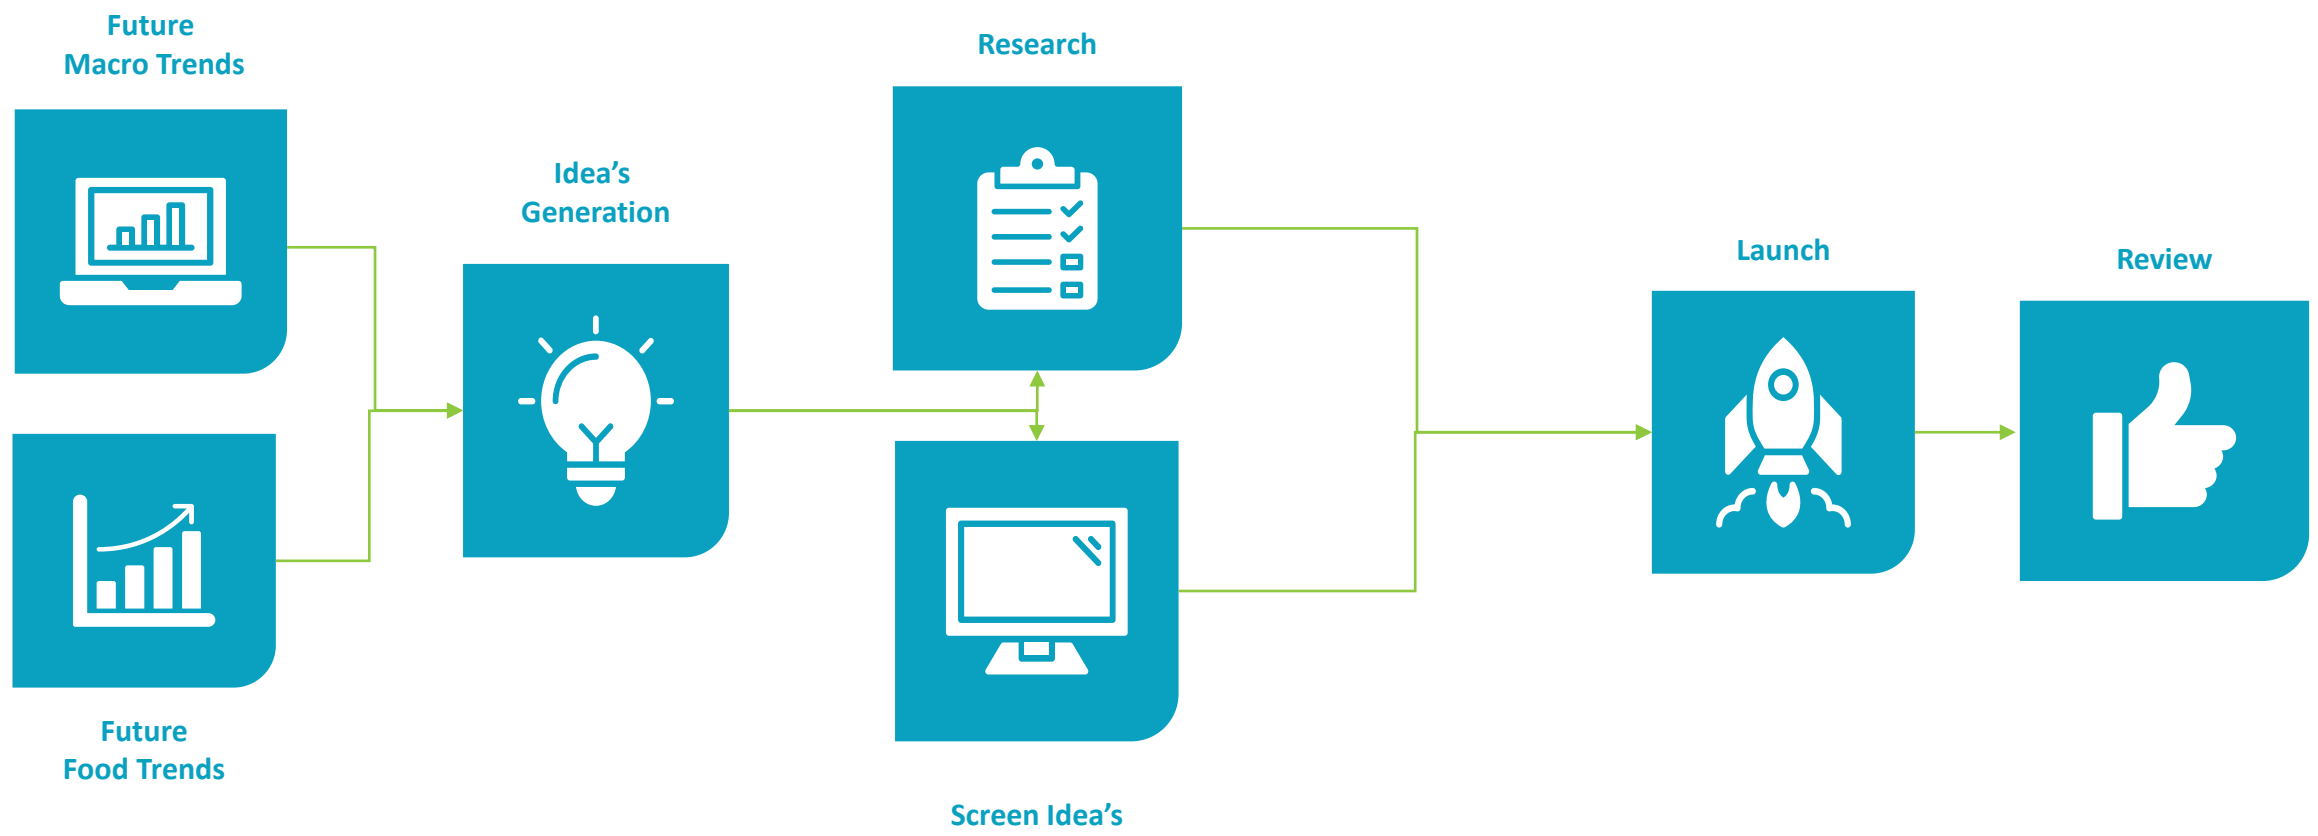 Future
Macro Trends
Future
Food Trends
Idea’s
Generation
Research
Screen Idea’s
Launch
Review